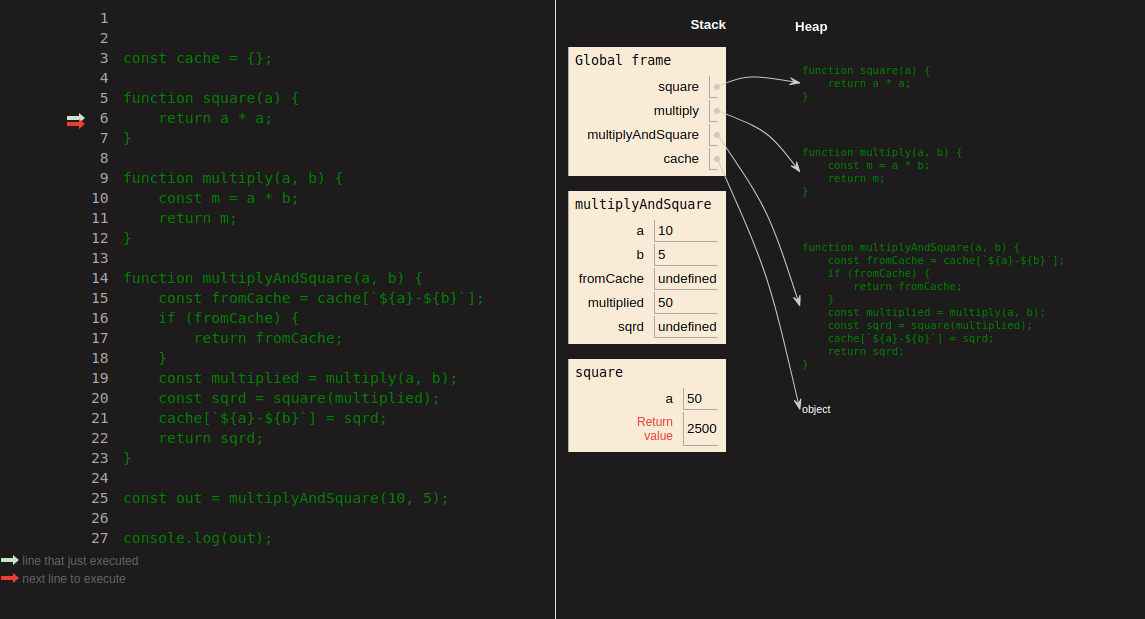 1
2
3 const cache = {};
4
5 function square(a) {
6     return a * a;
7 }
8
9 function multiply(a, b) {
10     const m = a * b;
11     return m;
12 }
13
14 function multiplyAndSquare(a, b) {
15     const fromCache = cache[`${a}-${b}`];
16     if (fromCache) {
17         return fromCache;
18     }
19     const multiplied = multiply(a, b);
20     const sqrd = square(multiplied);
21     cache[`${a}-${b}`] = sqrd;
22     return sqrd;
23 }
24
25 const out = multiplyAndSquare(10, 5);
26
27 console.log(out);
line that just executed
next line to execute
Stack
Global frame
square
multiply
multiplyAndSquare
cache
multiplyAndSquare
a 10
b 5
fromCache undefined
multiplied 50
sqrd undefined
square
a 50
Return
value 2500
Heap
function square(a) {
    return a * a;
}
function multiply(a, b) {
    const m = a * b;
    return m;
}
function multiplyAndSquare(a, b) {
    const fromCache = cache[`${a}-${b}`];
    if (fromCache) {
        return fromCache;
    }
    const multiplied = multiply(a, b);
    const sqrd = square(multiplied);
    cache[`${a}-${b}`] = sqrd;
    return sqrd;
}
object